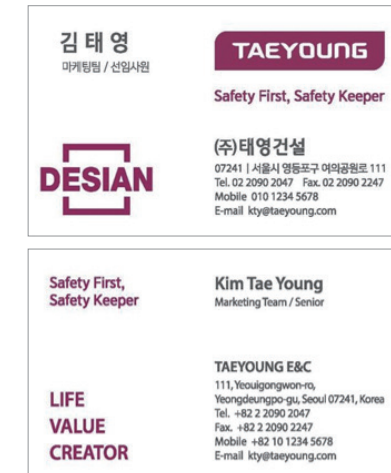 김태영
마케팅팀 / 선임사원
DESIAN
TAEYOUNG
Safety First, Safety Keeper
(주)태영건설
07241 | 서울시 영등포구 여의공원로 111
Tel. 02 2090 2047 Fax. 02 2090 2247
Mobile 010 1234 5678
E-mail kty@taeyoung.com
Safety First,
Safety Keeper
LIFE
VALUE
CREATOR
Kim Tae Young
Marketing Team / Senior
TAEYOUNG E&C
111, Yeouigongwon-ro,
Yeongdeungpo-gu, Seoul 07241, Korea
Tel. +82 2 2090 2047
Fax. +82 2 2090 2247
Mobile +82 10 1234 5678
E-mail kty@taeyoung.com